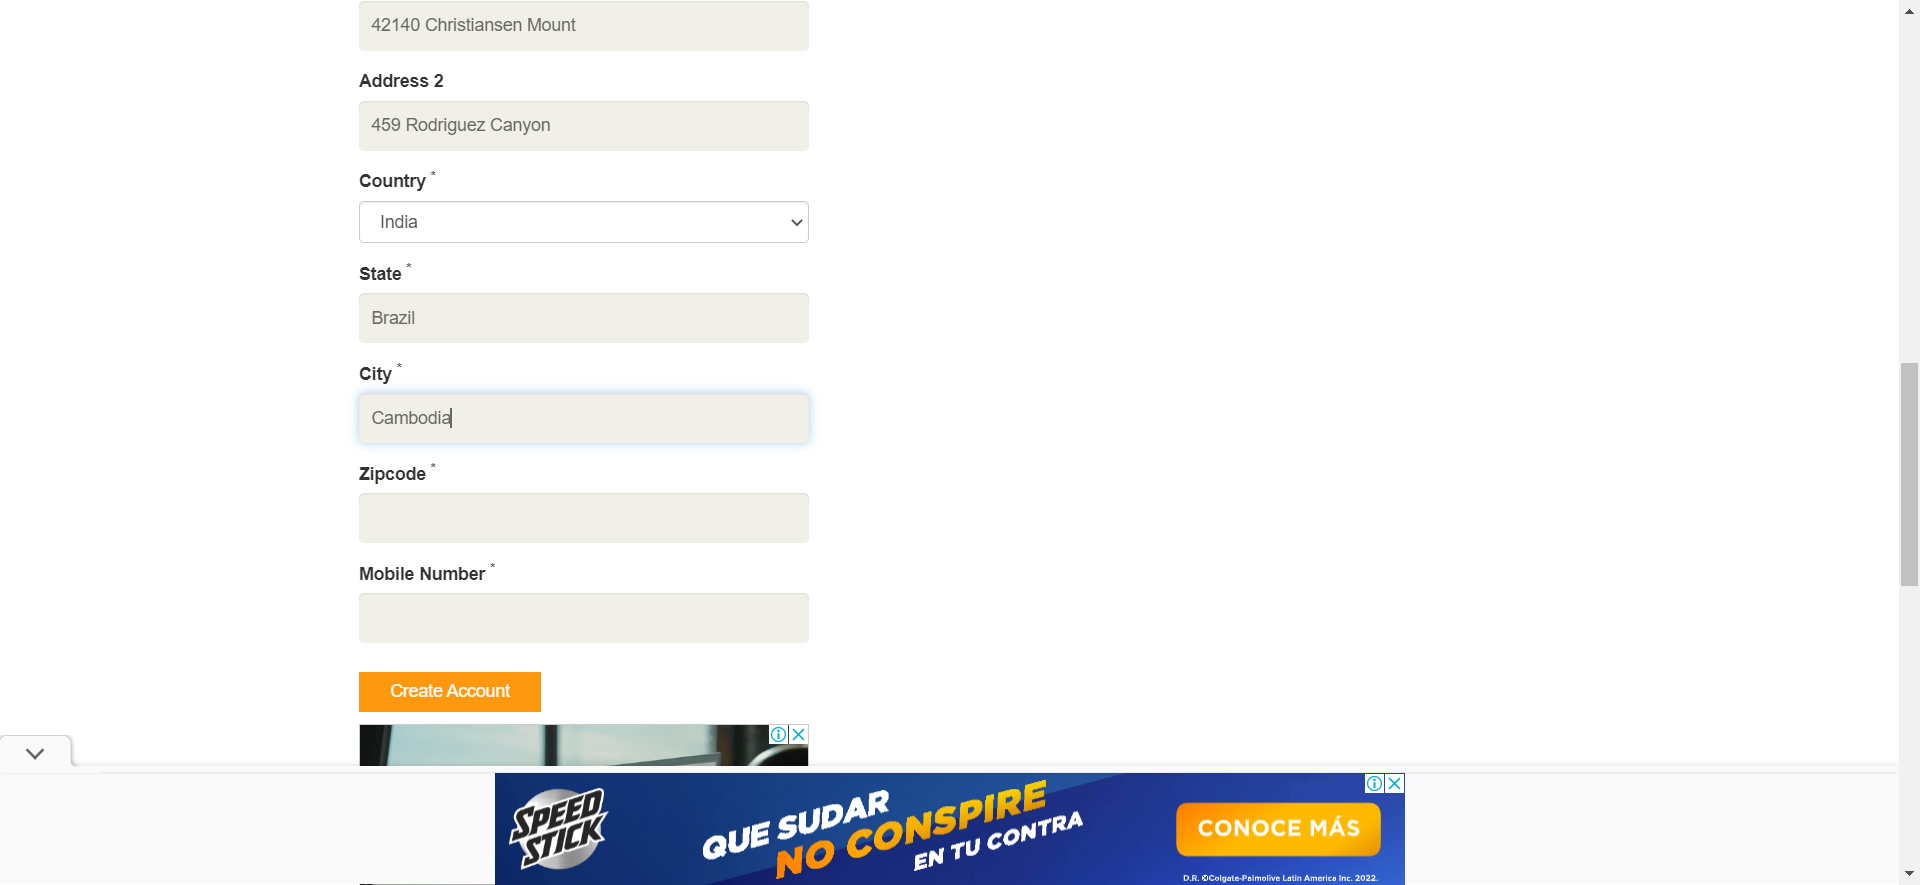 42140 Christiansen Mount
Address 2
459 Rodriguez Canyon
Country *
India
State *
Brazil
City *
Cambodia
Zipcode *
Mobile Number *
Create Account
SPEED
STICK
QUE SUDAR
NO CONSPIRE
EN TU CONTRA
CONOCE MÁS
D.R. ©Colgate-Palmolive Latin America Inc. 2022.